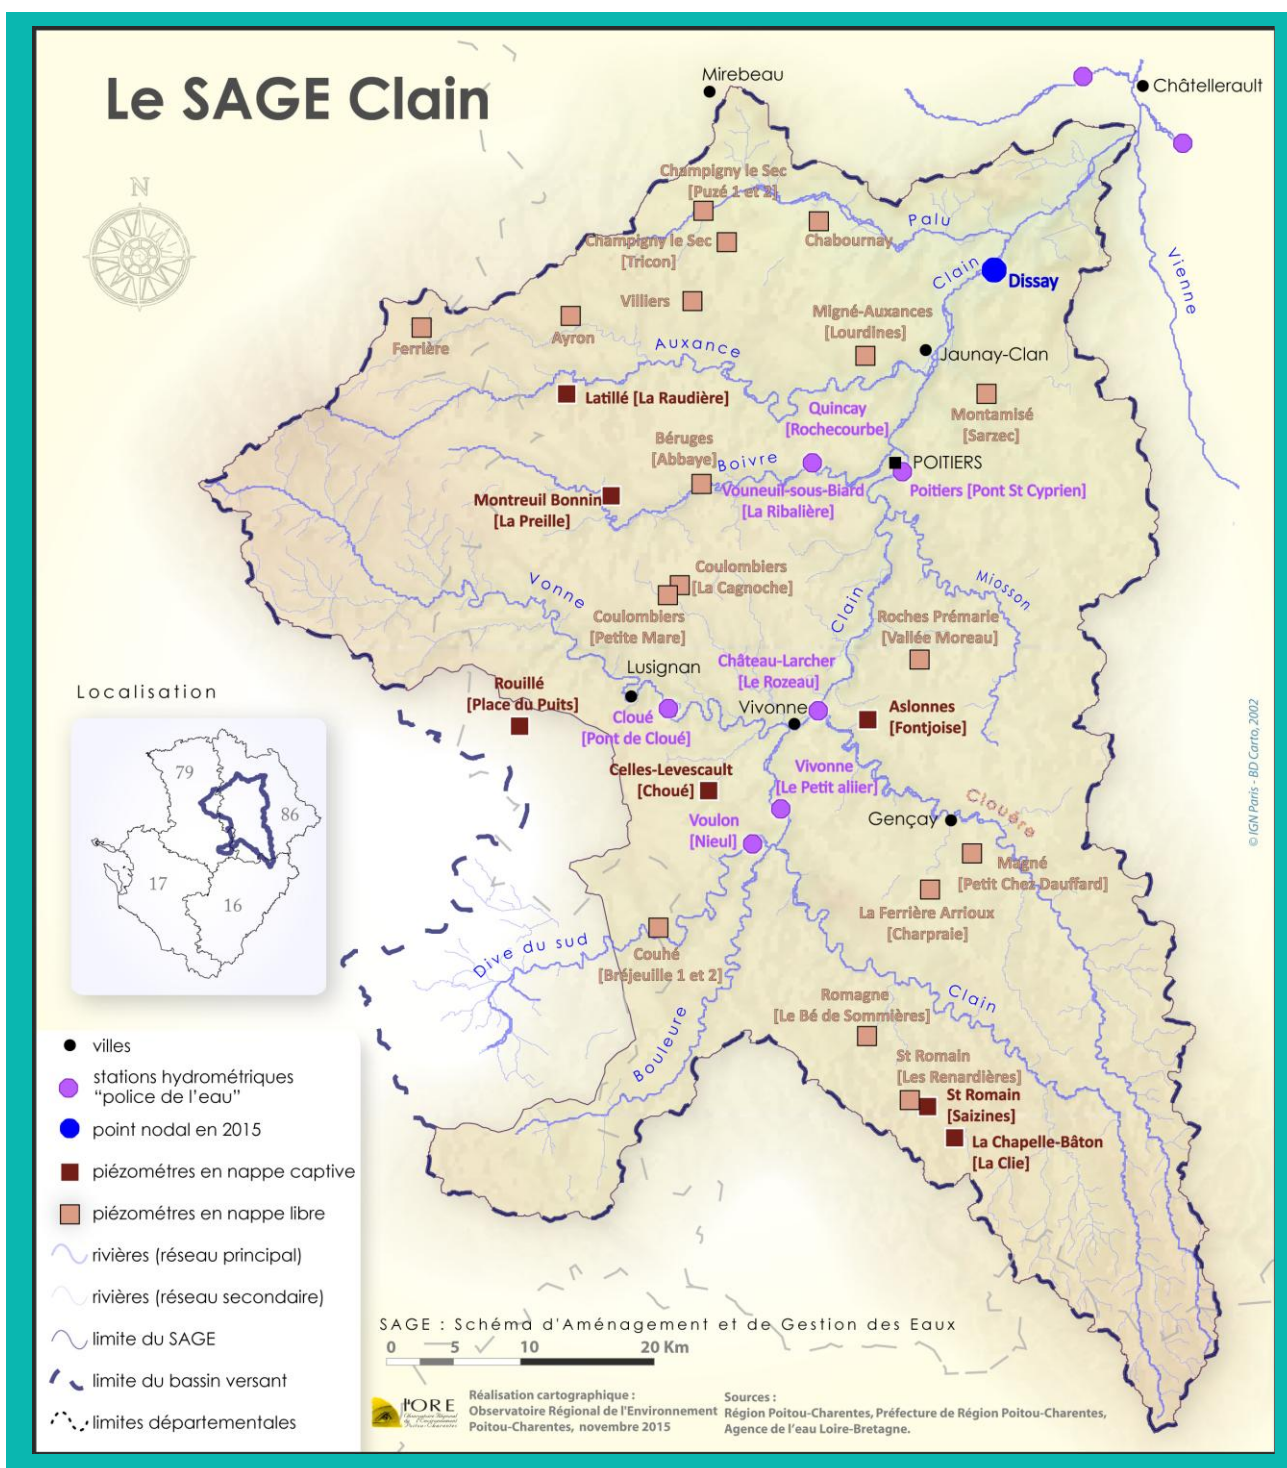 Le SAGE Clain
Mirebeau
Châtellerault
N
Champigny le Sec
[Puzé 1 et 2]
Palu
Champigny le Sec
[Tricon]
Chabournay
Vienne
Clain
Dissay
Villiers
Migné-Auxances
[Lourdines]
Ayron
Ferrière
Auxance
Jaunay-Clan
Latillé [La Raudière]
Quincay
[Rochecourbe]
Montamisé
[Sarzec]
Béruges
[Abbaye]
Boivre
POITIERS
Montreuil Bonnin
[La Preille]
Vouneuil-sous-Biard
[La Ribalière]
Poitiers [Pont St Cyprien]
Vonne
Coulombiers
[La Cagnoche]
Miosson
Clain
Coulombiers
[Petite Mare]
Roches Prémarie
[Vallée Moreau]
Lusignan
Château-Larcher
[Le Rozeau]
Rouillé
[Place du Puits]
Localisation
Cloué
[Pont de Cloué]
Vivonne
Aslonnes
[Fontjoise]
Celles-Levescault
[Choué]
Vivonne
[Le Petit allier]
Clouére
79
86
17
16
Voulon
[Nieul]
Gençay
Magné
[Petit Chez Dauffard]
La Ferrière Arrioux
[Charpraie]
Dive du sud
Couhé
[Bréjeuille 1 et 2]
Clain
Romagne
[Le Bé de Sommières]
Bouleure
St Romain
[Les Renardières]
St Romain
[Saizines]
La Chapelle-Bâton
[La Clie]
© IGN Paris - BD Carto, 2002
villes
stations hydrométriques
“police de l’eau”
point nodal en 2015
piézométres en nappe captive
piézométres en nappe libre
rivières (réseau principal)
rivières (réseau secondaire)
limite du SAGE
limite du bassin versant
limites départementales
SAGE : Schéma d'Aménagement et de Gestion des Eaux
0 5 10 20 Km
l'ORE
Observatoire Régional
de l'Environnement
Poitou-Charentes
Réalisation cartographique :
Observatoire Régional de l'Environnement
Poitou-Charentes, novembre 2015
Sources :
Région Poitou-Charentes, Préfecture de Région Poitou-Charentes,
Agence de l’eau Loire-Bretagne.